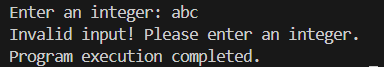 Enter an integer: abc
Invalid input! Please enter an integer.
Program execution completed.